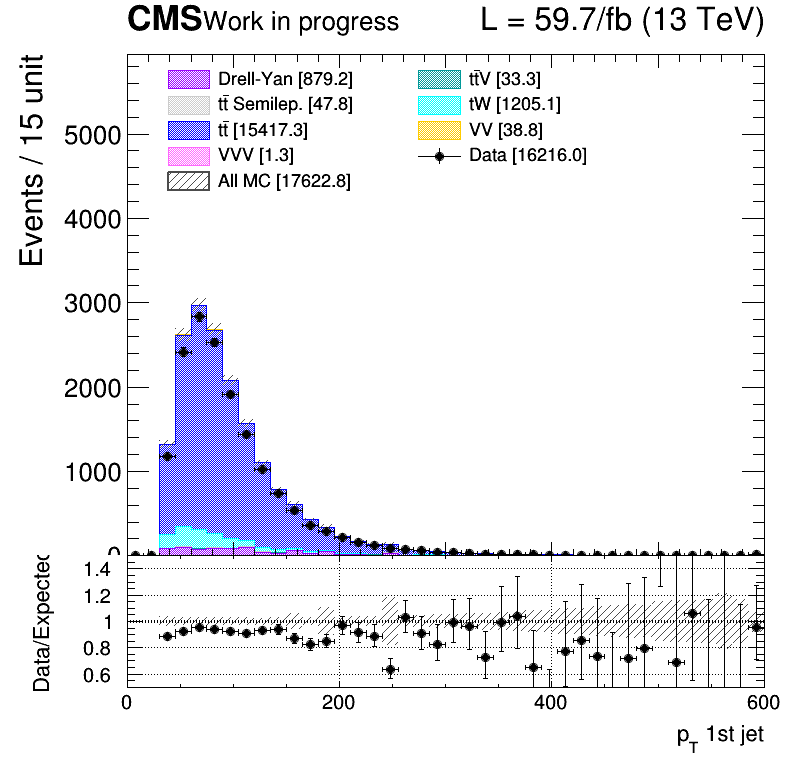 CMS Work in progress L = 59.7/fb (13 TeV)
Events / 15 unit
Drell-Yan [879.2]
tt̄ Semilep. [47.8]
tt̄ [15417.3]
VVV [1.3]
All MC [17622.8]
tt̄V [33.3]
tW [1205.1]
VV [38.8]
Data [16216.0]
5000
4000
3000
2000
1000
0
Data/Expected
1.4
1.2
1
0.8
0.6
0 200 400 600
p_T 1st jet